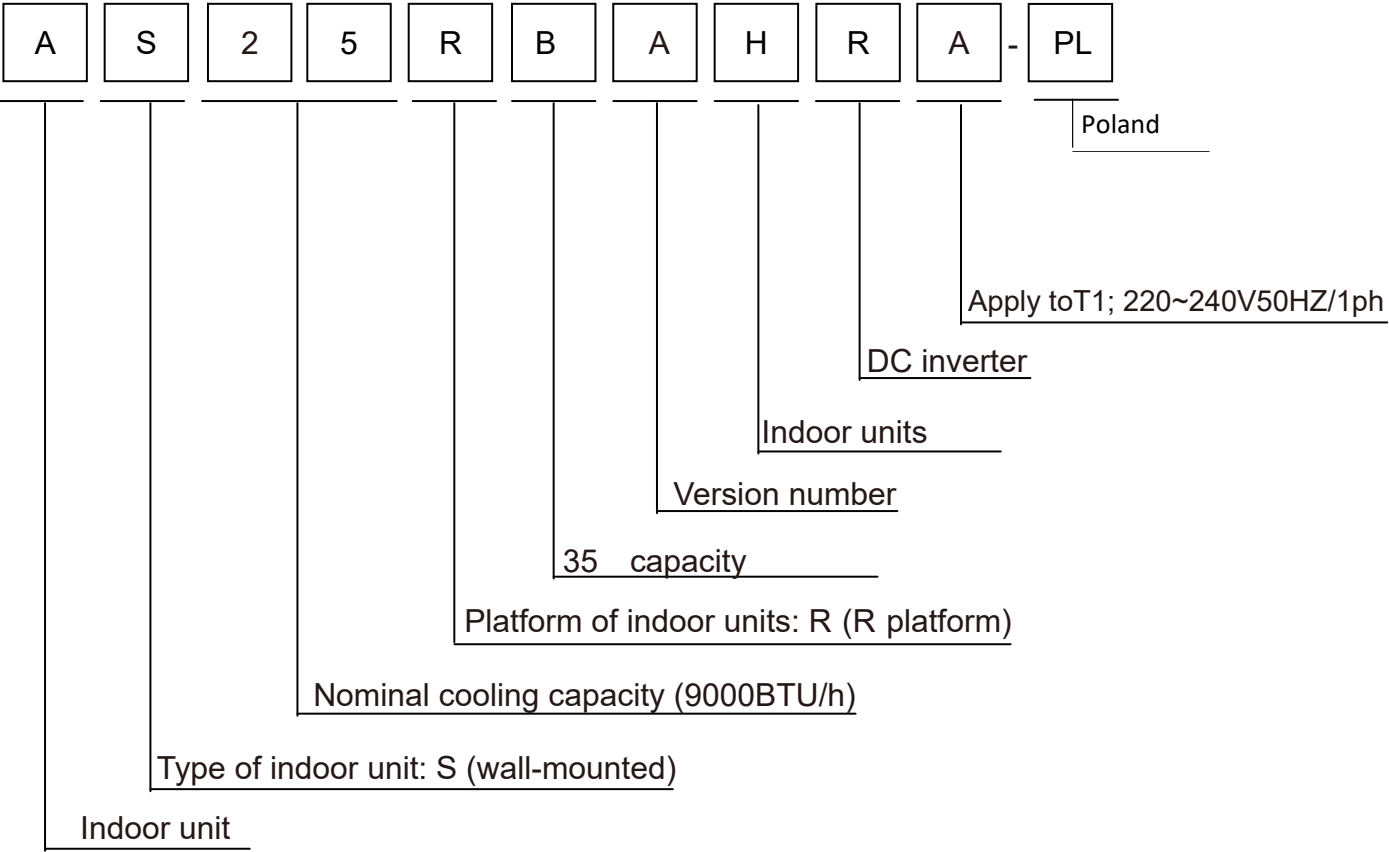 A S 2 5 R B A H R A - PL
Poland
Apply toT1; 220~240V50HZ/1ph
DC inverter
Indoor units
Version number
35 capacity
Platform of indoor units: R (R platform)
Nominal cooling capacity (9000BTU/h)
Type of indoor unit: S (wall-mounted)
Indoor unit